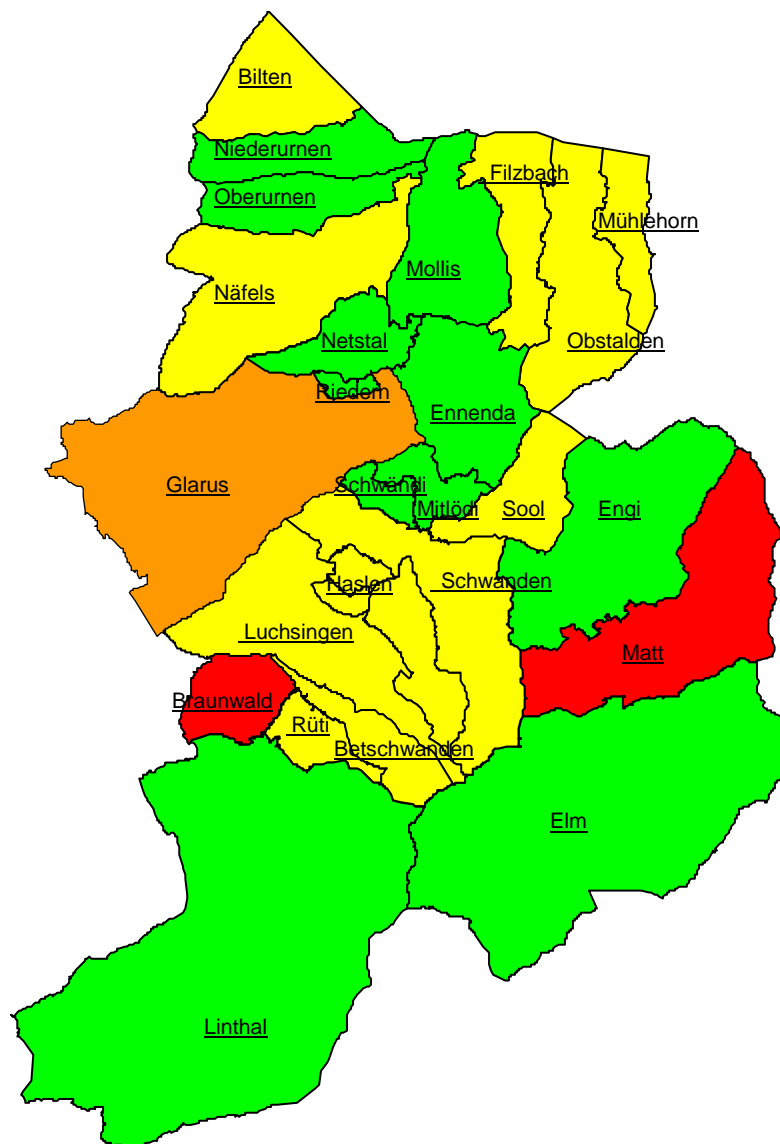 Bilten
Niederurnen
Filzbach
Oberurnen
Mühlehorn
Mollis
Näfels
Netstal
Obstalden
Riedern
Ennenda
Glarus
Schwändi
Mitlödi
Sool
Engi
Haslen
Schwanden
Luchsingen
Matt
Braunwald
Rüti
Betschwanden
Elm
Linthal